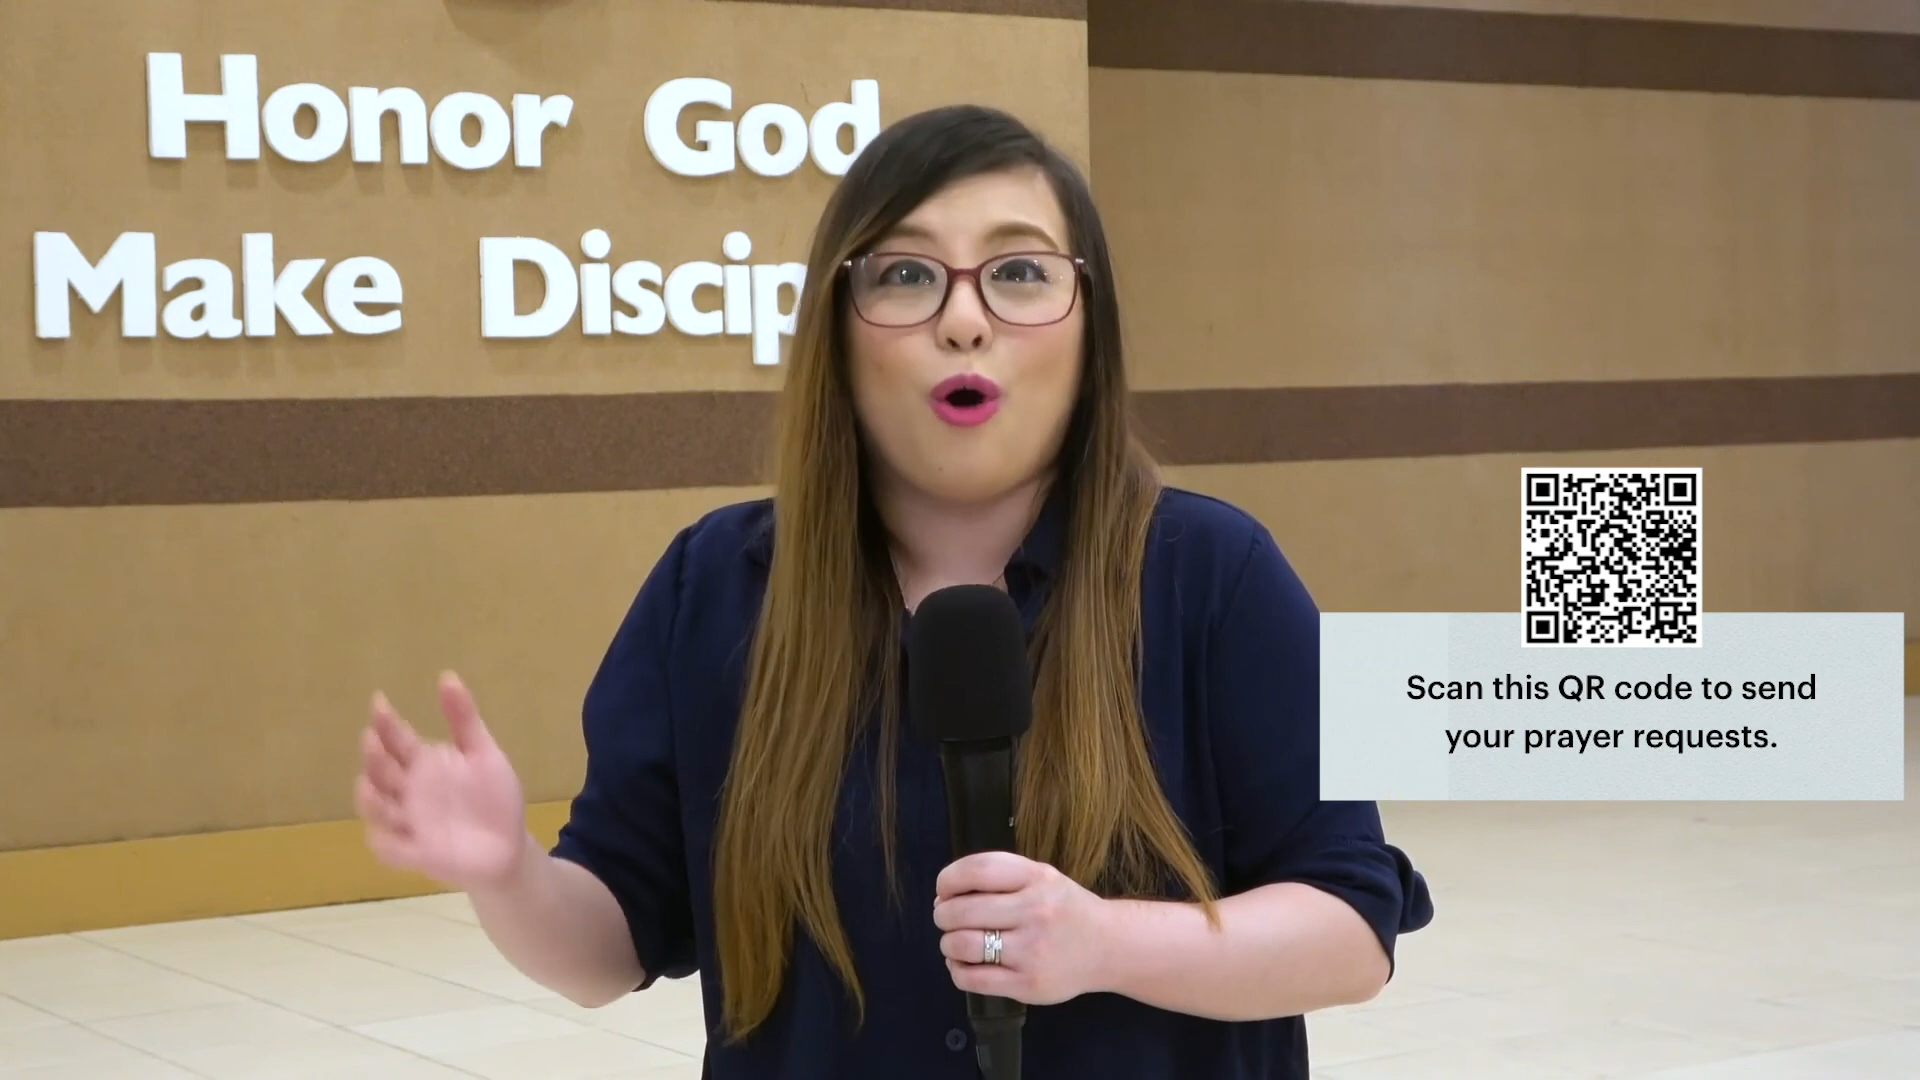 Honor God
Make Discip
Scan this QR code to send
your prayer requests.